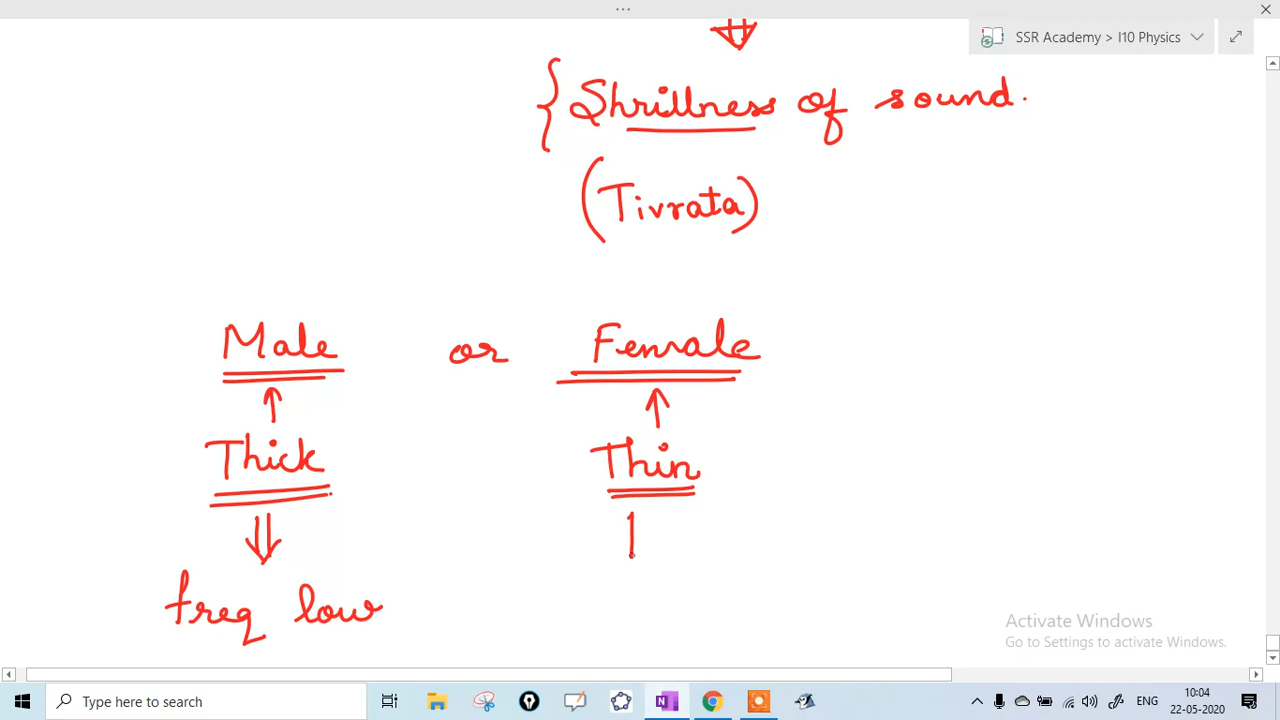 SSR Academy > I10 Physics
{ Shrillness of sound.
(Tivrata)
Male or Female
Thick Thin
freq low
Activate Windows
Go to Settings to activate Windows.
Type here to search
ENG
10:04
22-05-2020